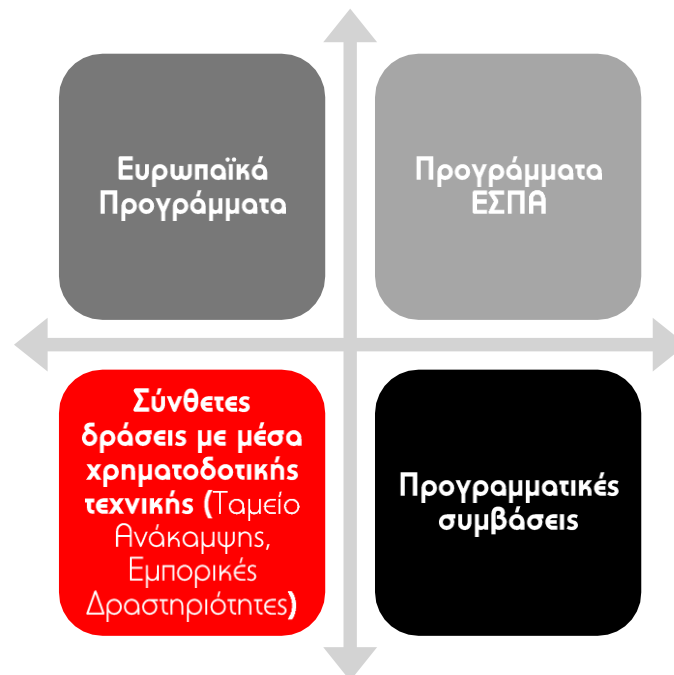 Ευρωπαϊκά
Προγράμματα
Προγράμματα
ΕΣΠΑ
Σύνθετες
δράσεις με μέσα
χρηματοδοτικής
τεχνικής (Ταμείο
Ανάκαμψης,
Εμπορικές
Δραστηριότητες)
Προγραμματικές
συμβάσεις